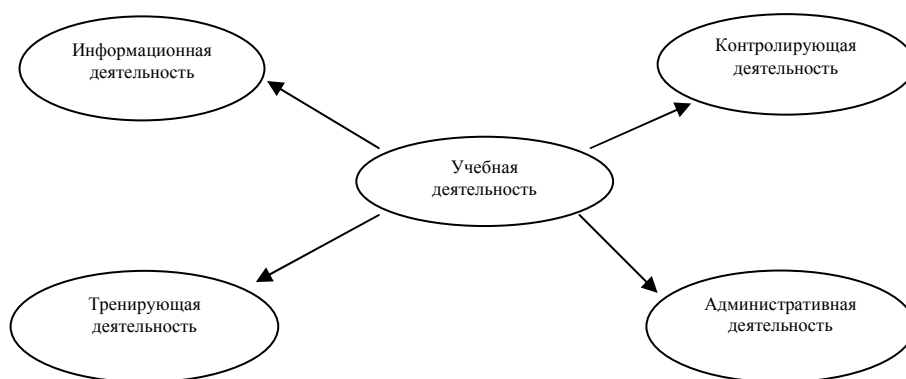 Информационная
деятельность
Контролирующая
деятельность
Учебная
деятельность
Тренирующая
деятельность
Административная
деятельность